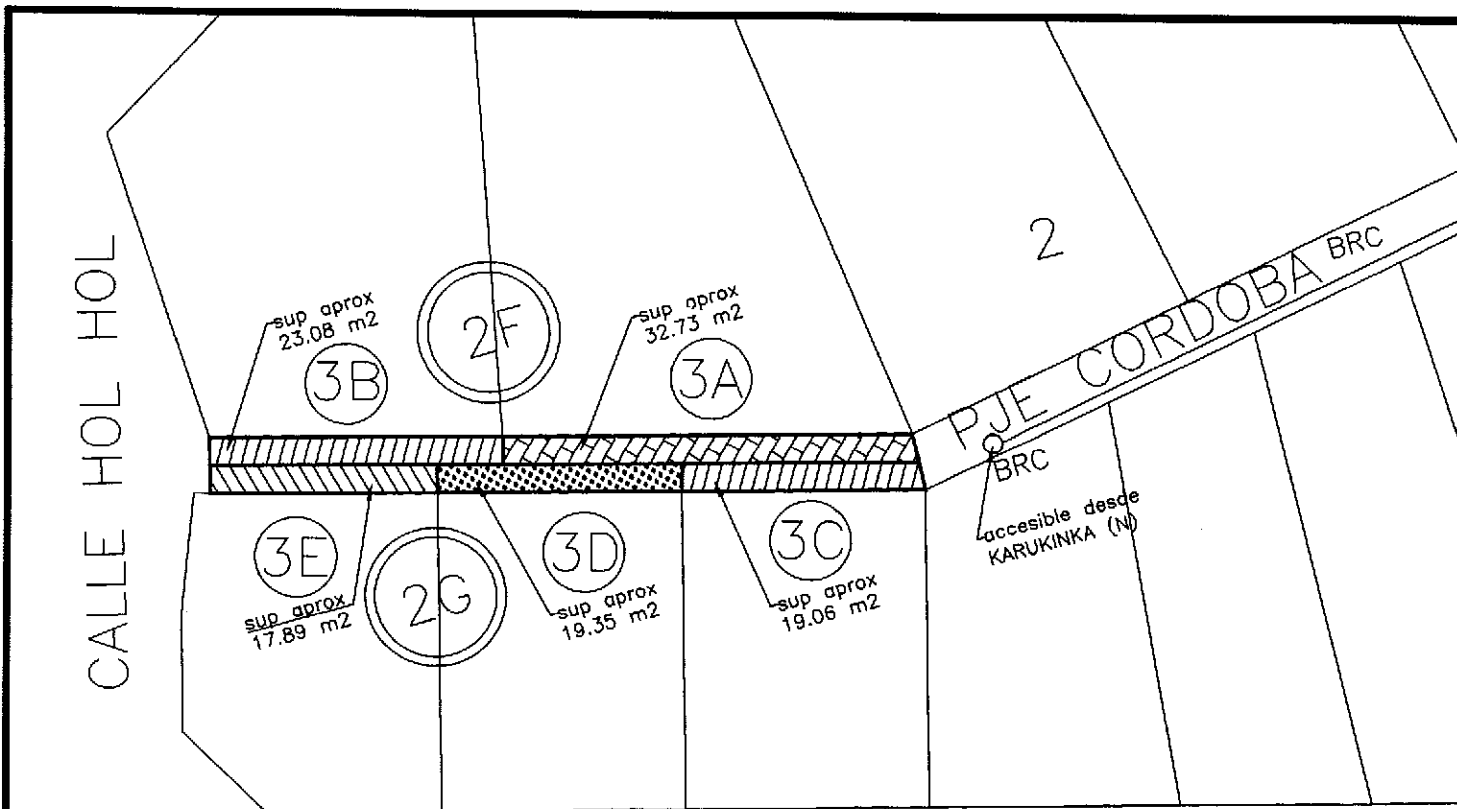 CALLE HOL HOL
sup aprox
23.08 m2
3B
2F
sup aprox
32.73 m2
3A
2
PJE CORDOBA
BRC
BRC
accesible desde
KARUKINKA (N)
3E
sup aprox
17.89 m2
2G
3D
sup aprox
19.35 m2
3C
sup aprox
19.06 m2